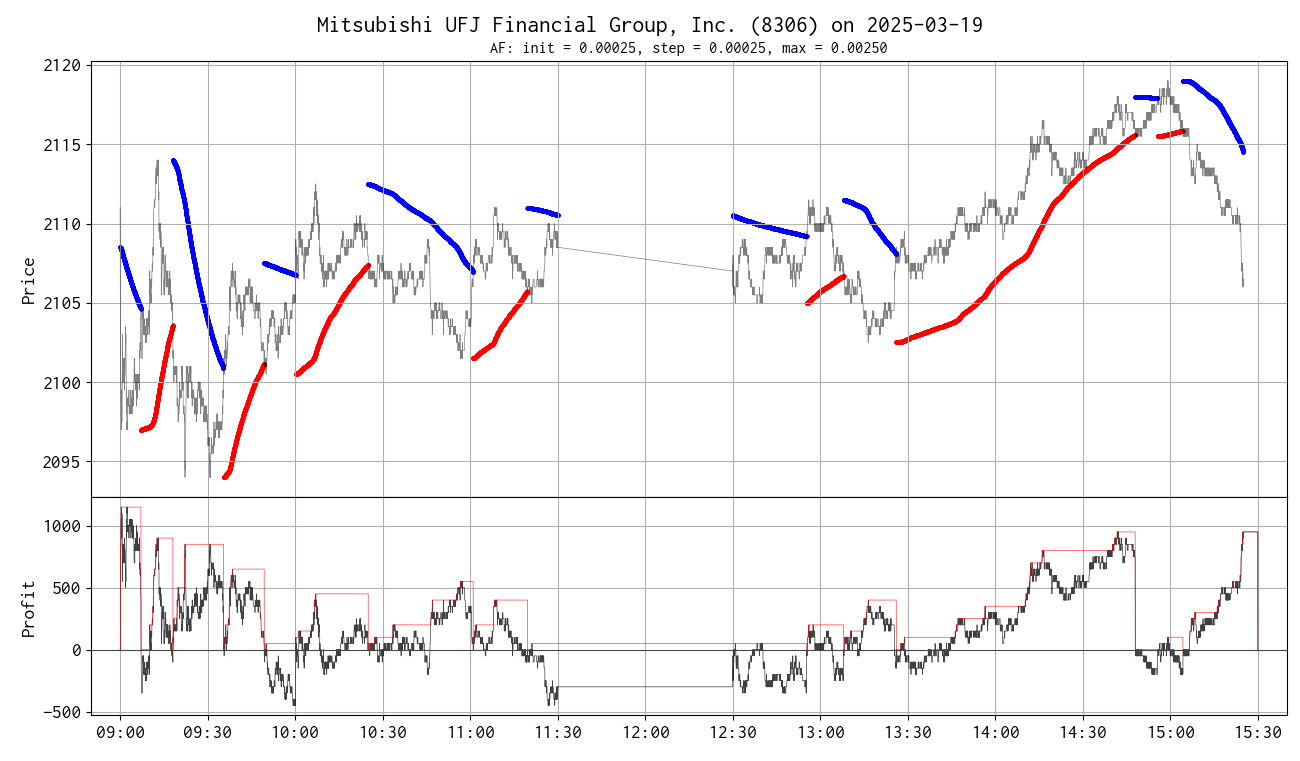 Mitsubishi UFJ Financial Group, Inc. (8306) on 2025-03-19
AF: init = 0.00025, step = 0.00025, max = 0.00250
Price
2120
2115
2110
2105
2100
2095
Profit
1000
500
0
−500
09:00 09:30 10:00 10:30 11:00 11:30 12:00 12:30 13:00 13:30 14:00 14:30 15:00 15:30